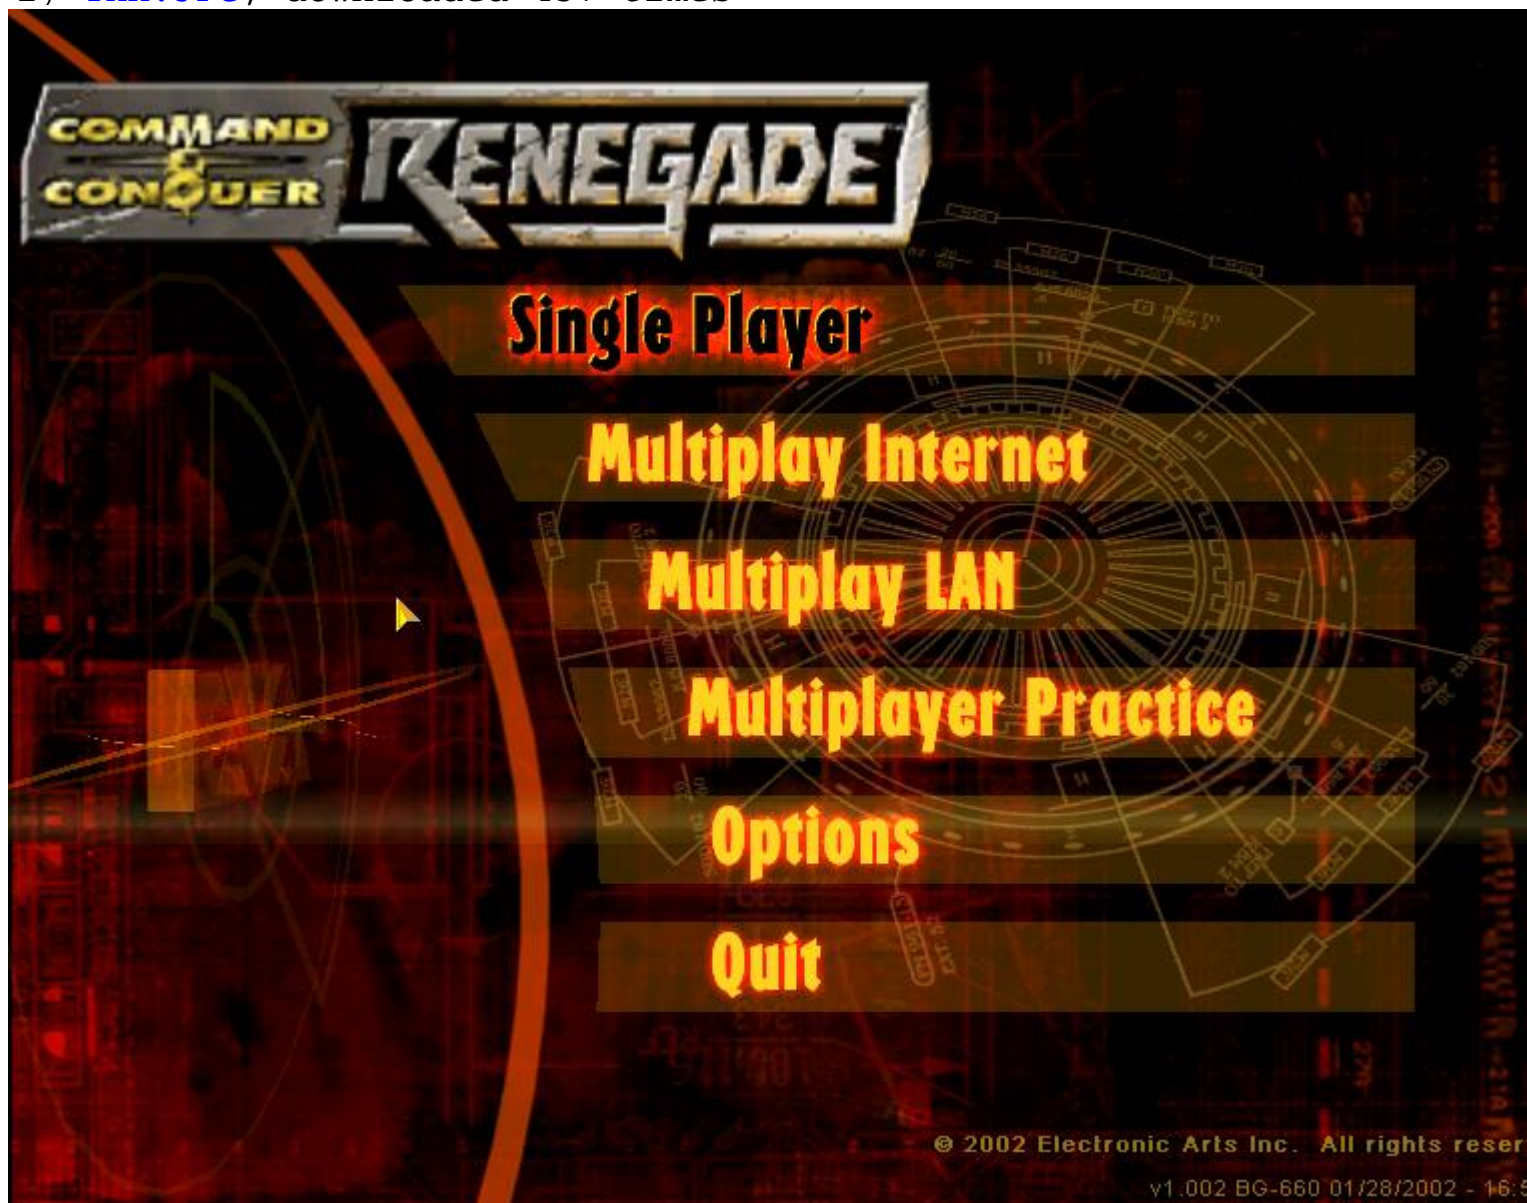 COMMAND
&
CONQUER
RENEGADE
Single Player
Multiplay Internet
Multiplay LAN
Multiplayer Practice
Options
Quit
© 2002 Electronic Arts Inc. All rights reser
v1.002 BG-660 01/28/2002 - 16:5